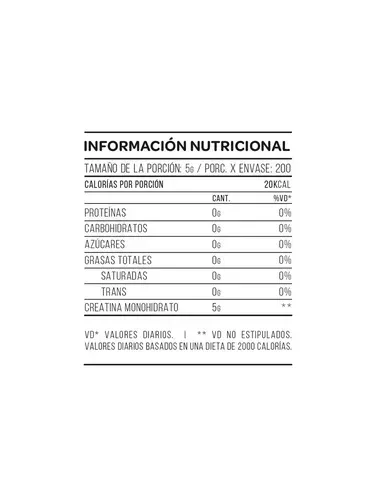 INFORMACIÓN NUTRICIONAL
TAMAÑO DE LA PORCIÓN: 5G / PORC. X ENVASE: 200
CALORÍAS POR PORCIÓN 20KCAL
CANT. %VD*
PROTEÍNAS 0G 0%
CARBOHIDRATOS 0G 0%
AZÚCARES 0G 0%
GRASAS TOTALES 0G 0%
SATURADAS 0G 0%
TRANS 0G 0%
CREATINA MONOHIDRATO 5G **
VD* VALORES DIARIOS. | ** VD NO ESTIPULADOS.
VALORES DIARIOS BASADOS EN UNA DIETA DE 2000 CALORÍAS.